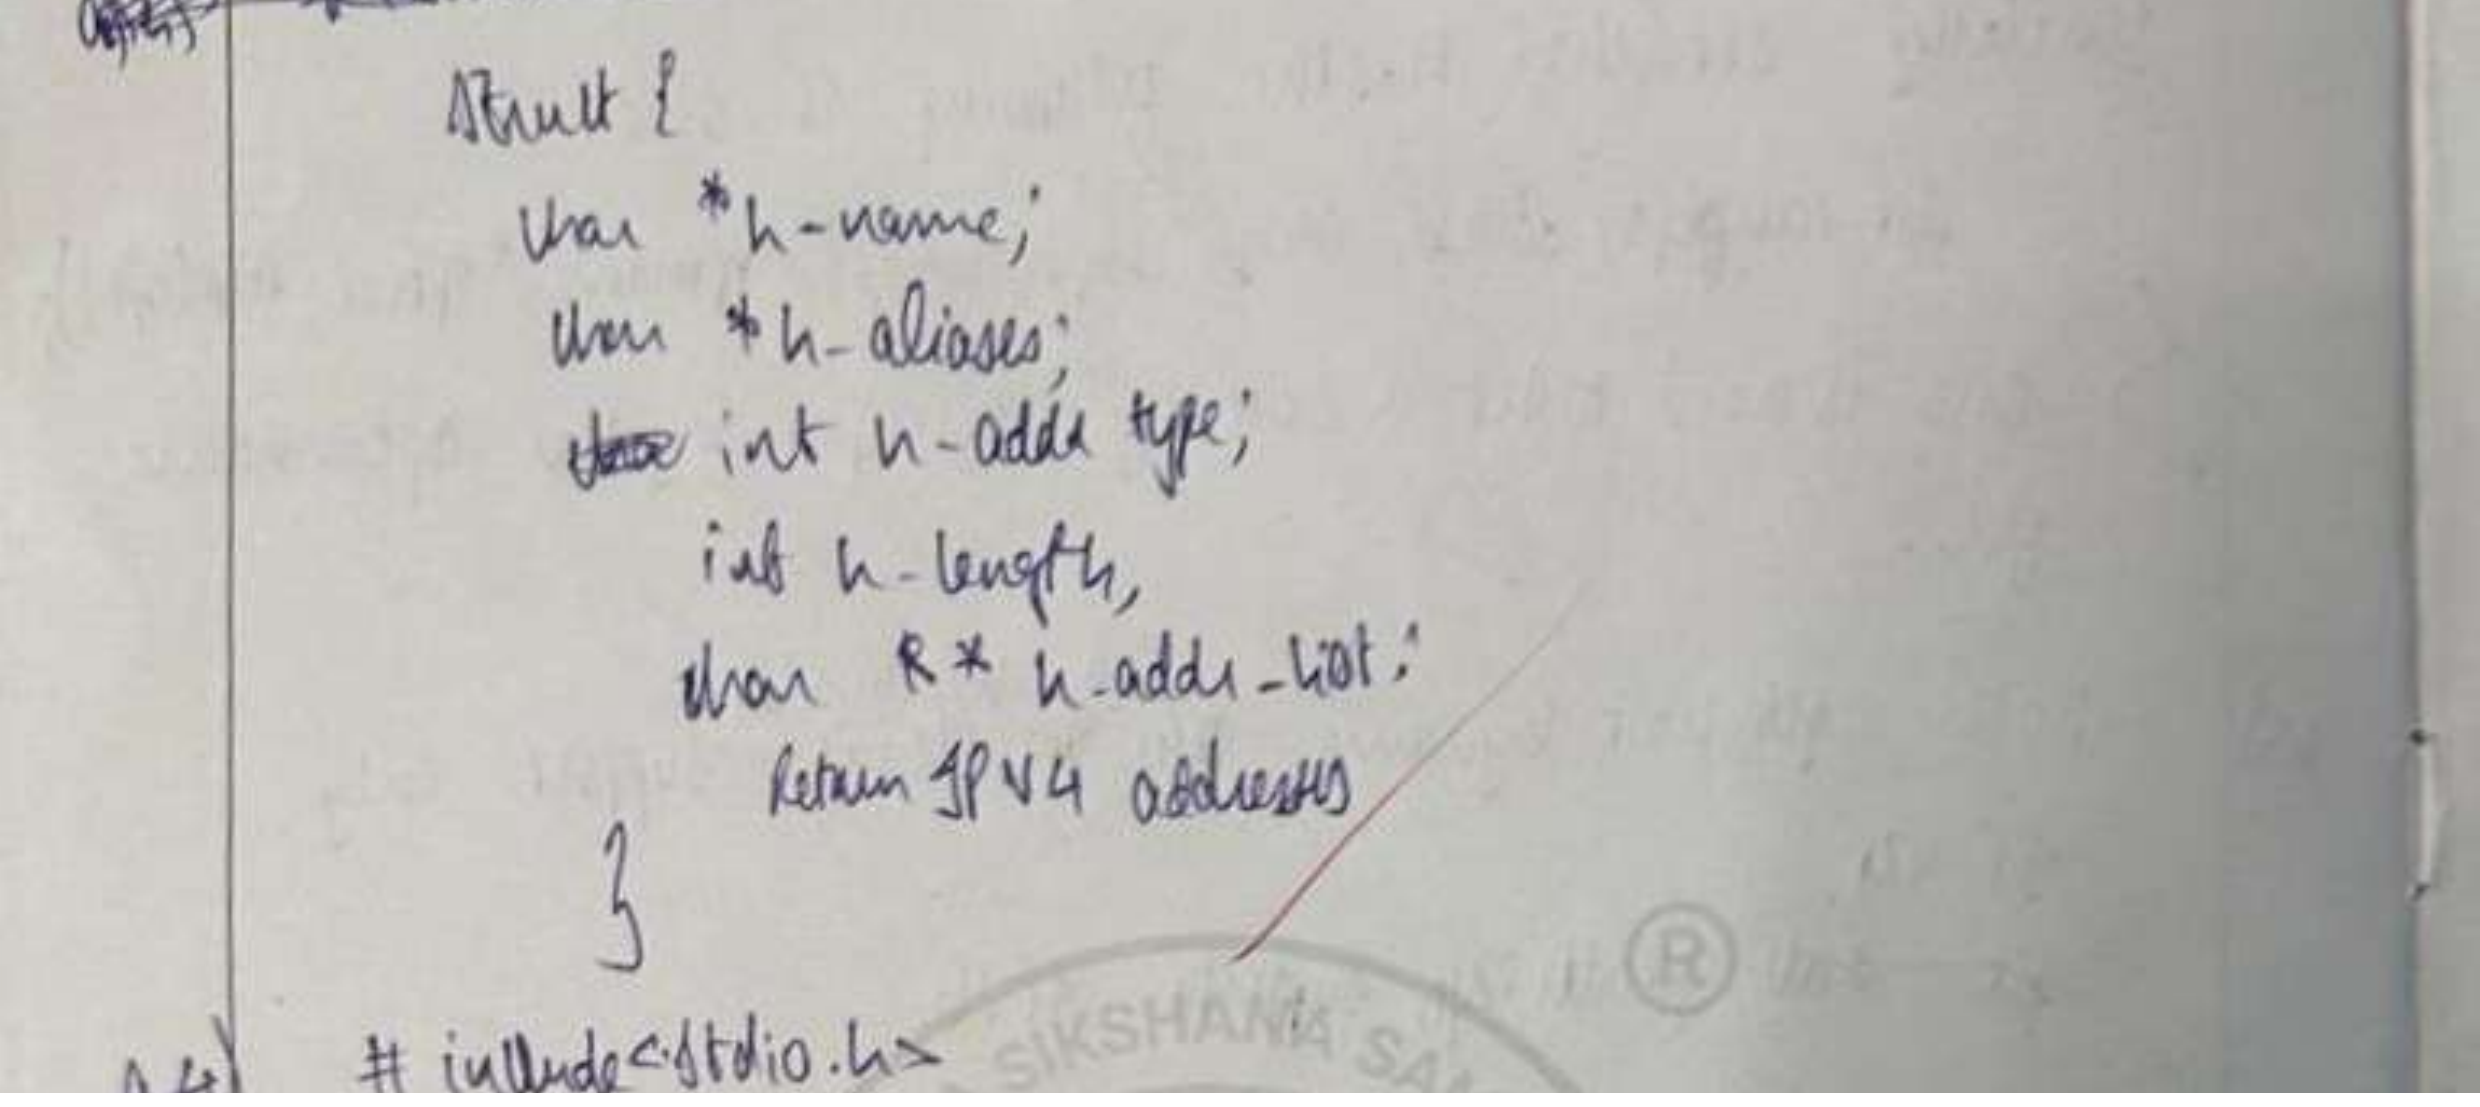 struct {
char *h-name;
char *h-aliases;
int h-addr type;
int h-length,
char ** h-addr-list;
Return IPV4 addresses
}
# include<stdio.h>
SIKSHANA SA
®